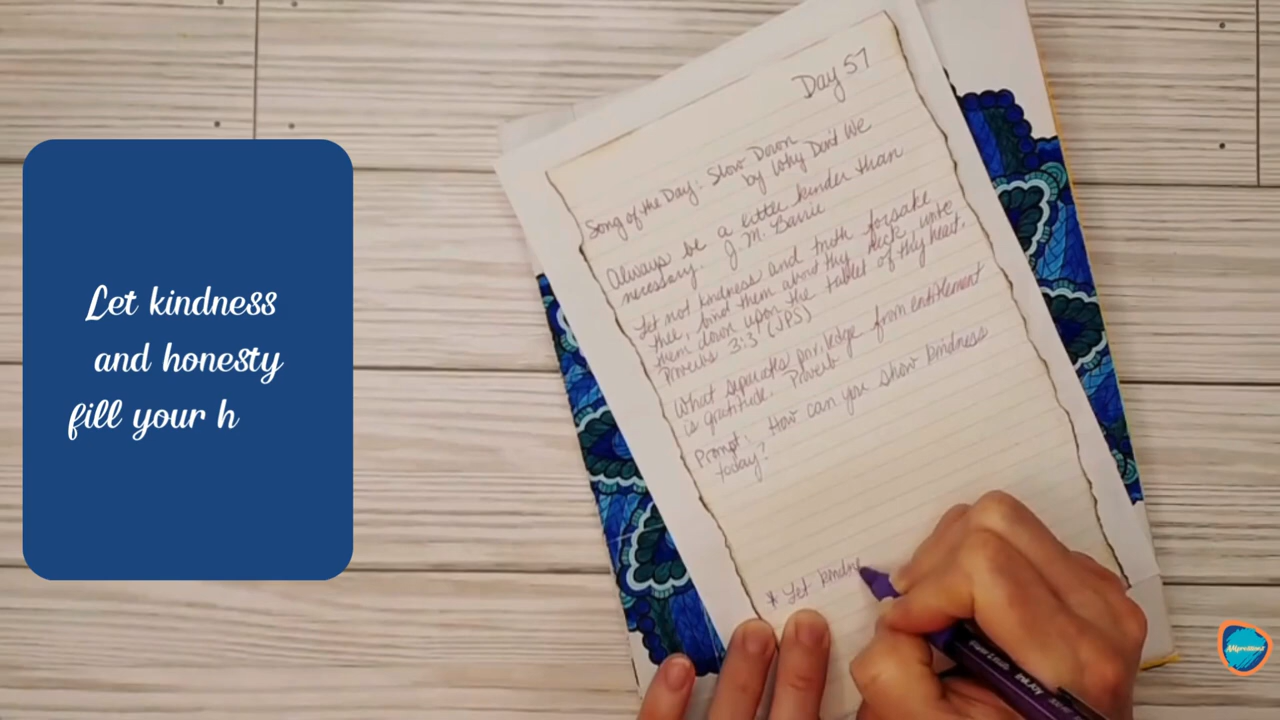 Let kindness
and honesty
fill your h
Day 57
Song of the Day: Slow Down
by Why Don't We
Always be a little kinder than
necessary. J. M. Barrie
Let not kindness and truth forsake
thee, bind them about thy neck, write
them down upon the tablet of thy heart.
Proverbs 3:3 (JPS)
What separates privledge from entitlement
is gratitude. Proverb
Prompt: How can you show kindness
today?
* Let kindne
InkJoy